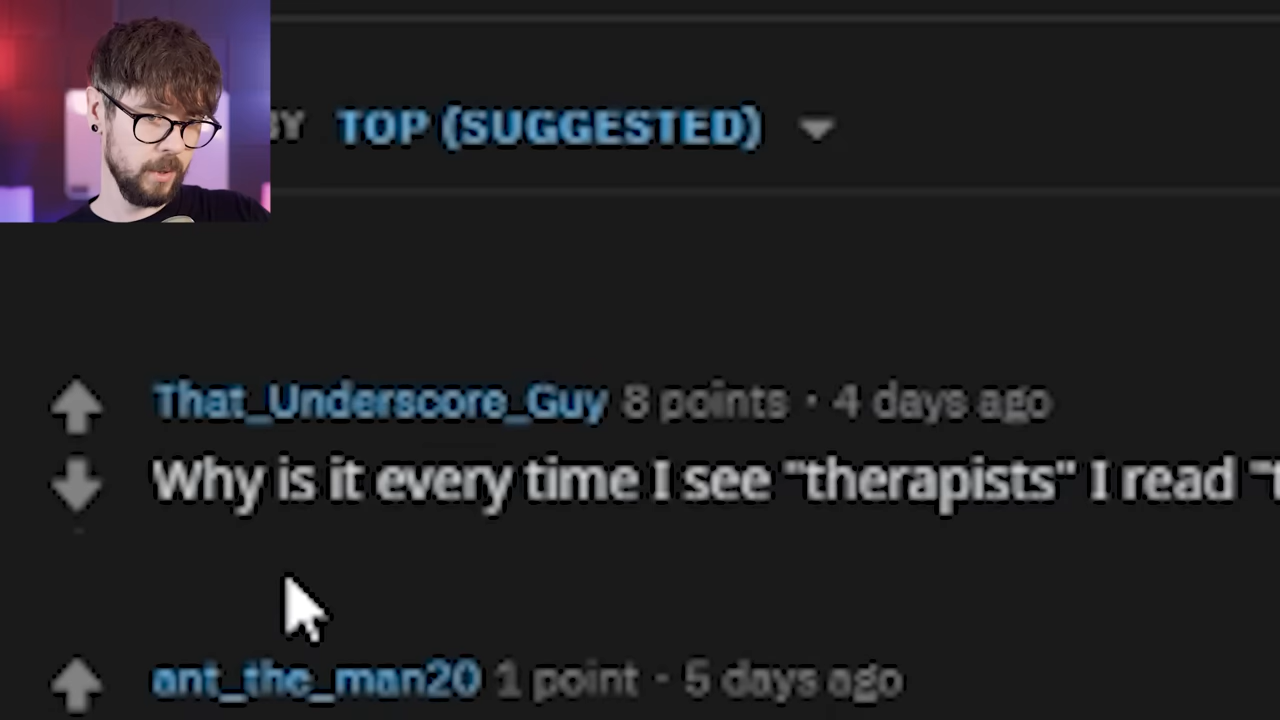 BY TOP (SUGGESTED)
That_Underscore_Guy 8 points · 4 days ago
Why is it every time I see "therapists" I read "
ant_the_man20 1 point · 5 days ago